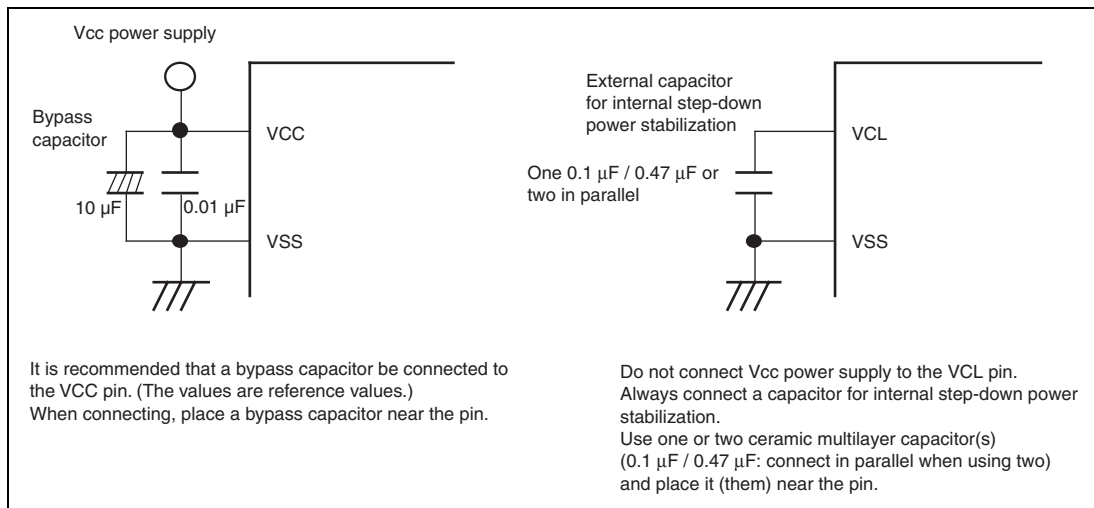 Vcc power supply
Bypass
capacitor
VCC
10 µF
0.01 µF
VSS
External capacitor
for internal step-down
power stabilization
VCL
One 0.1 µF / 0.47 µF or
two in parallel
VSS
It is recommended that a bypass capacitor be connected to
the VCC pin. (The values are reference values.)
When connecting, place a bypass capacitor near the pin.
Do not connect Vcc power supply to the VCL pin.
Always connect a capacitor for internal step-down power
stabilization.
Use one or two ceramic multilayer capacitor(s)
(0.1 µF / 0.47 µF: connect in parallel when using two)
and place it (them) near the pin.